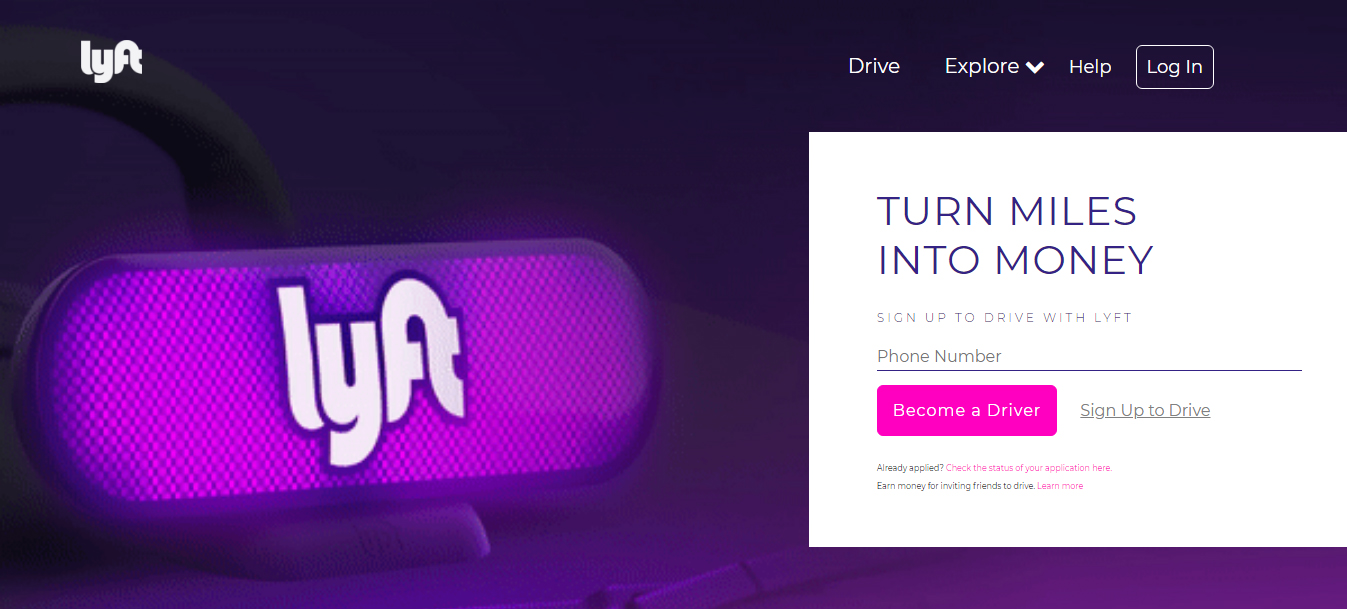 lyft
Drive
Explore
Help
Log In
TURN MILES
INTO MONEY
SIGN UP TO DRIVE WITH LYFT
Phone Number
Become a Driver
Sign Up to Drive
Already applied? Check the status of your application here.
Earn money for inviting friends to drive. Learn more
lyft